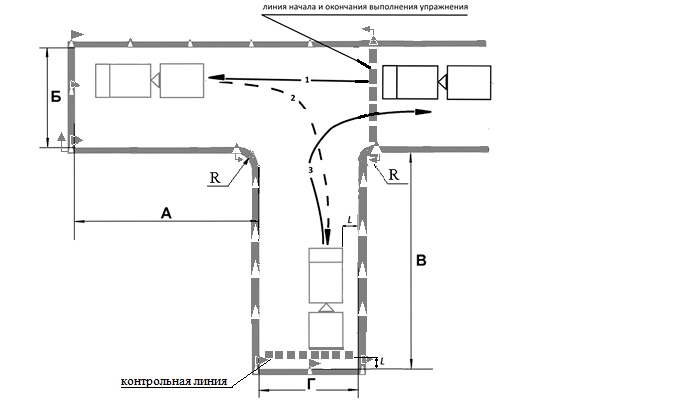 линия начала и окончания выполнения упражнения
Б
1
2
3
R
R
А
L
В
L
контрольная линия
Г